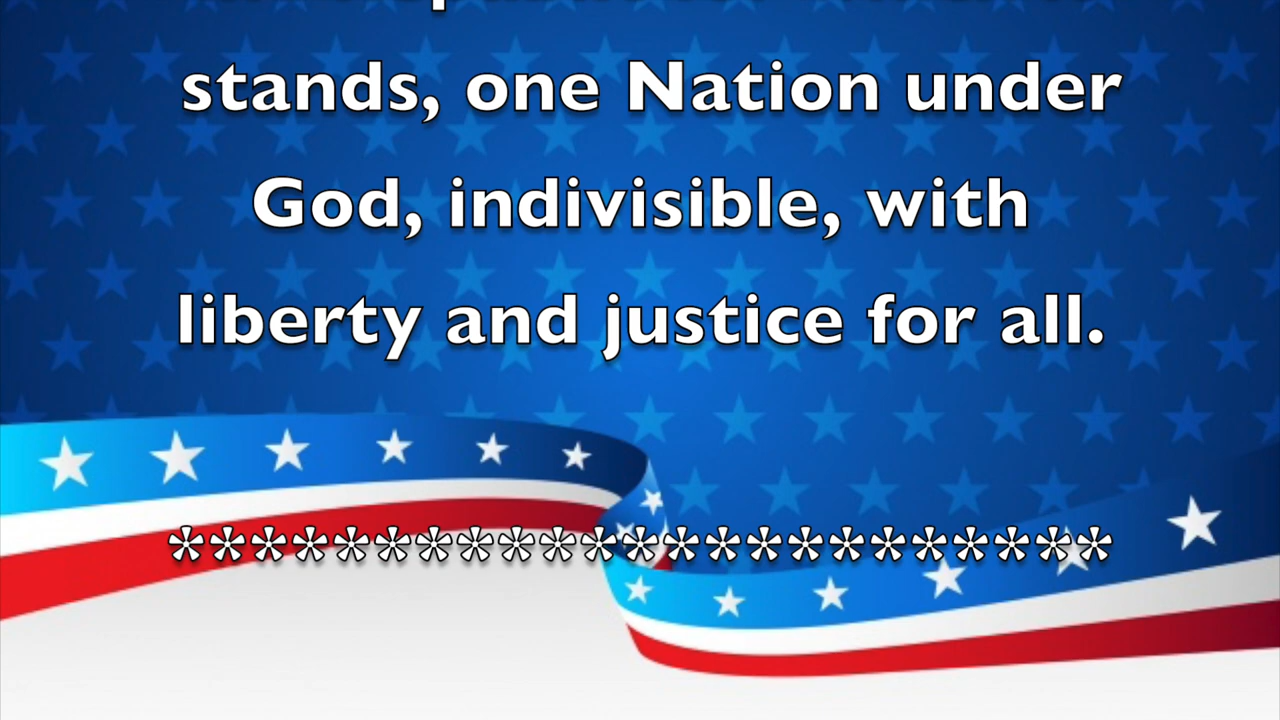 stands, one Nation under
God, indivisible, with
liberty and justice for all.
***********************